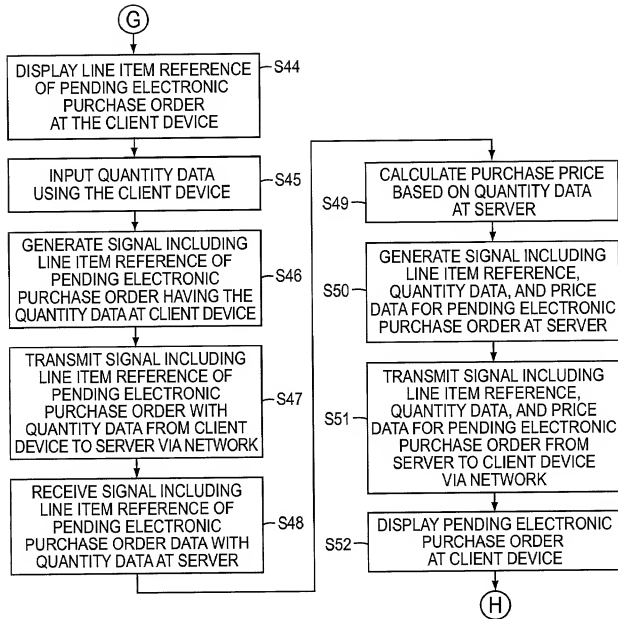 G
DISPLAY LINE ITEM REFERENCE
OF PENDING ELECTRONIC
PURCHASE ORDER
AT THE CLIENT DEVICE
S44
INPUT QUANTITY DATA
USING THE CLIENT DEVICE
S45
GENERATE SIGNAL INCLUDING
LINE ITEM REFERENCE OF
PENDING ELECTRONIC
PURCHASE ORDER HAVING THE
QUANTITY DATA AT CLIENT DEVICE
S46
TRANSMIT SIGNAL INCLUDING
LINE ITEM REFERENCE OF
PENDING ELECTRONIC
PURCHASE ORDER WITH
QUANTITY DATA FROM CLIENT
DEVICE TO SERVER VIA NETWORK
S47
RECEIVE SIGNAL INCLUDING
LINE ITEM REFERENCE OF
PENDING ELECTRONIC
PURCHASE ORDER DATA WITH
QUANTITY DATA AT SERVER
S48
CALCULATE PURCHASE PRICE
BASED ON QUANTITY DATA
AT SERVER
S49
GENERATE SIGNAL INCLUDING
LINE ITEM REFERENCE,
QUANTITY DATA, AND PRICE
DATA FOR PENDING ELECTRONIC
PURCHASE ORDER AT SERVER
S50
TRANSMIT SIGNAL INCLUDING
LINE ITEM REFERENCE,
QUANTITY DATA, AND PRICE
DATA FOR PENDING ELECTRONIC
PURCHASE ORDER FROM
SERVER TO CLIENT DEVICE
VIA NETWORK
S51
DISPLAY PENDING ELECTRONIC
PURCHASE ORDER
AT CLIENT DEVICE
S52
H